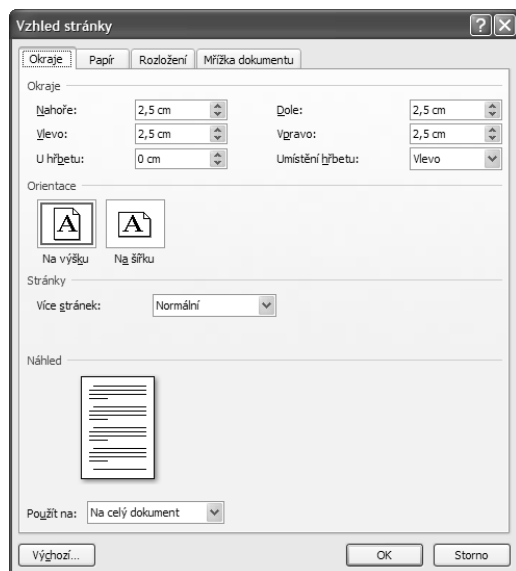 Vzhled stránky
Okraje Papír Rozložení Mřížka dokumentu
Okraje
Nahoře: 2,5 cm Dole: 2,5 cm
Vlevo: 2,5 cm Vpravo: 2,5 cm
U hřbetu: 0 cm Umístění hřbetu: Vlevo
Orientace
A A
Na výšku Na šířku
Stránky
Více stránek: Normální
Náhled
Použít na: Na celý dokument
Výchozí... OK Storno